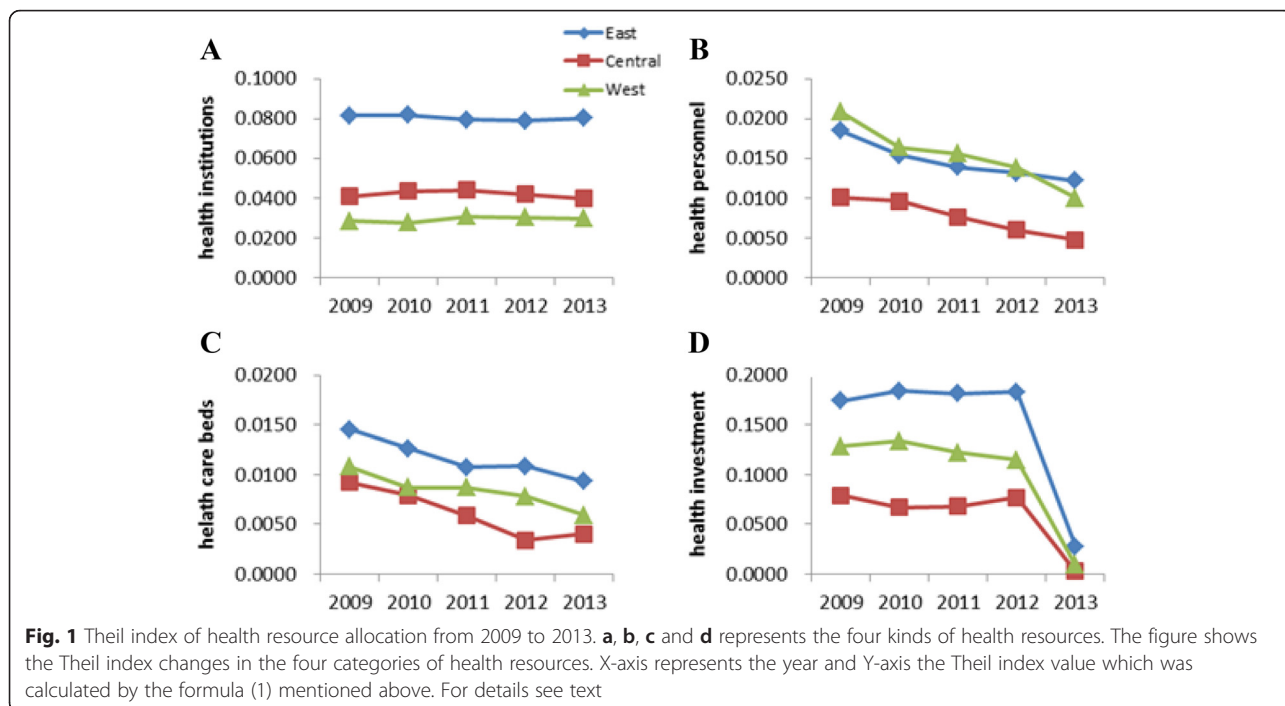 A
East
Central
West
health institutions
0.1000
0.0800
0.0600
0.0400
0.0200
0.0000
2009 2010 2011 2012 2013
B
health personnel
0.0250
0.0200
0.0150
0.0100
0.0050
0.0000
2009 2010 2011 2012 2013
C
helath care beds
0.0200
0.0150
0.0100
0.0050
0.0000
2009 2010 2011 2012 2013
D
health investment
0.2000
0.1500
0.1000
0.0500
0.0000
2009 2010 2011 2012 2013
Fig. 1 Theil index of health resource allocation from 2009 to 2013. a, b, c and d represents the four kinds of health resources. The figure shows
the Theil index changes in the four categories of health resources. X-axis represents the year and Y-axis the Theil index value which was
calculated by the formula (1) mentioned above. For details see text